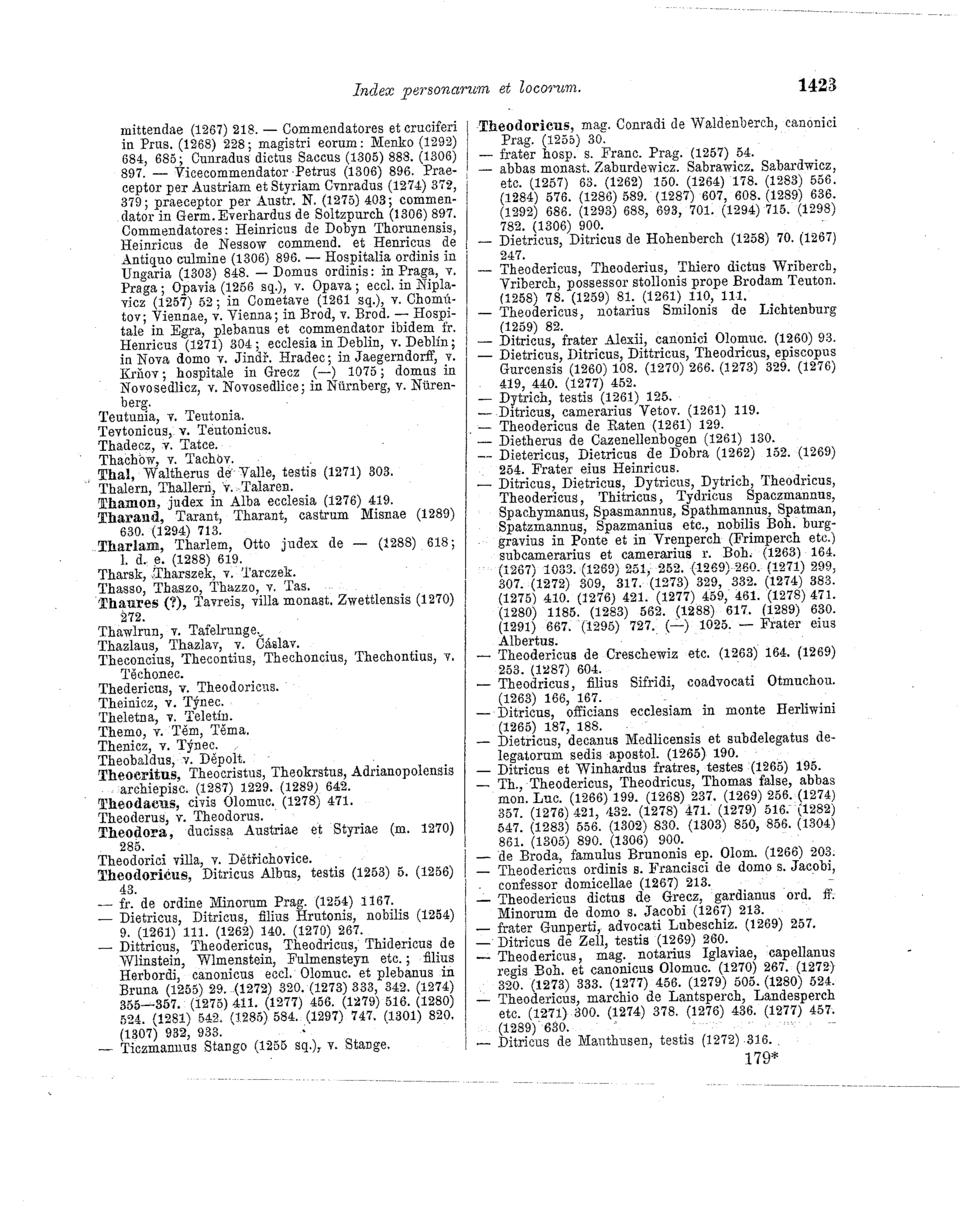 Index personarum et locorum.
1423
mittendae (1267) 218. — Commendatores et cruciferi
in Prus. (1268) 228; magistri eorum: Menko (1292)
684, 685; Cunradus dictus Saccus (1305) 888. (1306)
897. — Vicecommendator Petrus (1306) 896. Prae-
ceptor per Austriam et Styriam Cvnradus (1274) 372,
379; praeceptor per Austr. N. (1275) 403; commen-
dator in Germ. Everhardus de Soltzpurch (1306) 897.
Commendatores: Heinricus de Dobyn Thorunensis,
Heinricus de Nessow commend. et Henricus de
Antiquo culmine (1306) 896. — Hospitalia ordinis in
Ungaria (1303) 848. — Domus ordinis: in Praga, v.
Praga; Opavia (1256 sq.), v. Opava; eccl. in Nipla-
vicz (1257) 52; in Cometave (1261 sq.), v. Chomú-
tov; Viennae, v. Vienna; in Brod, v. Brod. — Hospi-
tale in Egra, plebanus et commendator ibidem fr.
Henricus (1271) 304; ecclesia in Deblin, v. Deblín;
in Nova domo v. Jindř. Hradec; in Jaegerndorff, v.
Krňov; hospitale in Grecz (—) 1075; domus in
Novosedlicz, v. Novosedlice; in Nürnberg, v. Nüren-
berg.
Teutunia, v. Teutonia.
Tevtonicus, v. Teutonicus.
Thadecz, v. Tatce.
Thachow, v. Tachov.
Thal, Waltherus de Valle, testis (1271) 303.
Thalern, Thallern, v. Talaren.
Thamon, judex in Alba ecclesia (1276) 419.
Tharand, Tarant, Tharant, castrum Misnae (1289)
630. (1294) 713.
Tharlam, Tharlem, Otto judex de — (1288) 618;
l. d. e. (1288) 619.
Tharsk, Tharszek, v. Tarczek.
Thasso, Thaszo, Thazzo, v. Tas.
Thaures (?), Tavreis, villa monast. Zwettlensis (1270)
272.
Thawlrun, v. Tafelrunge.
Thazlaus, Thazlav, v. Čáslav.
Theconcius, Thecontius, Thechoncius, Thechontius, v.
Těchonec.
Thedericus, v. Theodoricus.
Theinicz, v. Týnec.
Theletna, v. Teletín.
Themo, v. Těm, Těma.
Thenicz, v. Týnec.
Theobaldus, v. Děpolt.
Theocritus, Theocristus, Theokrstus, Adrianopolensis
archiepisc. (1287) 1229. (1289) 642.
Theodacus, civis Olomuc. (1278) 471.
Theoderus, v. Theodorus.
Theodora, ducissa Austriae et Styriae (m. 1270)
285.
Theodorici villa, v. Dětřichovice.
Theodoricus, Ditricus Albus, testis (1253) 5. (1256)
43.
— fr. de ordine Minorum Prag. (1254) 1167.
— Dietricus, Ditricus, filius Hrutonis, nobilis (1254)
9. (1261) 111. (1262) 140. (1270) 267.
— Dittricus, Theodericus, Theodricus, Thidericus de
Wlinstein, Wlmenstein, Fulmensteyn etc.; filius
Herbordi, canonicus eccl. Olomuc. et plebanus in
Bruna (1255) 29. (1272) 320. (1273) 333, 342. (1274)
355—357. (1275) 411. (1277) 456. (1279) 516. (1280)
524. (1281) 542. (1285) 584. (1297) 747. (1301) 820.
(1307) 932, 933.
— Ticzmannus Stango (1255 sq.), v. Stange.
Theodoricus, mag. Conradi de Waldenberch, canonici
Prag. (1255) 30.
— frater hosp. s. Franc. Prag. (1257) 54.
— abbas monast. Zaburdewicz. Sabrawicz. Sabardwicz,
etc. (1257) 63. (1262) 150. (1264) 178. (1283) 556.
(1284) 576. (1286) 589. (1287) 607, 608. (1289) 636.
(1292) 686. (1293) 688, 693, 701. (1294) 715. (1298)
782. (1306) 900.
— Dietricus, Ditricus de Hohenberch (1258) 70. (1267)
247.
— Theodericus, Theoderius, Thiero dictus Wriberch,
Vriberch, possessor stollonis prope Brodam Teuton.
(1258) 78. (1259) 81. (1261) 110, 111.
— Theodericus, notarius Smilonis de Lichtenburg
(1259) 82.
— Ditricus, frater Alexii, canonici Olomuc. (1260) 93.
— Dietricus, Ditricus, Dittricus, Theodricus, episcopus
Gurcensis (1260) 108. (1270) 266. (1273) 329. (1276)
419, 440. (1277) 452.
— Dytrich, testis (1261) 125.
— Ditricus, camerarius Vetov. (1261) 119.
— Theodoricus de Raten (1261) 129.
— Dietherus de Cazenellenbogen (1261) 130.
— Dietericus, Dietricus de Dobra (1262) 152. (1269)
254. Frater eius Heinricus.
— Ditricus, Dietricus, Dytricus, Dytrich, Theodricus,
Theodericus, Thitricus, Tydricus Spaczmannus,
Spachymanus, Spasmannus, Spathmannus, Spatman,
Spatzmannus, Spazmanius etc., nobilis Boh. burg-
gravius in Ponte et in Vrenperch (Frimperch etc.)
subcamerarius et camerarius r. Boh. (1263) 164.
(1267) 1033. (1269) 251, 252. (1269) 260. (1271) 299,
307. (1272) 309, 317. (1273) 329, 332. (1274) 383.
(1275) 410. (1276) 421. (1277) 459, 461. (1278) 471.
(1280) 1185. (1283) 562. (1288) 617. (1289) 630.
(1291) 667. (1295) 727. (—) 1025. — Frater eius
Albertus.
— Theodericus de Creschewiz etc. (1263) 164. (1269)
253. (1287) 604.
— Theodricus, filius Sifridi, coadvocati Otmuchou.
(1263) 166, 167.
— Ditricus, officians ecclesiam in monte Herliwini
(1265) 187, 188.
— Dietricus, decanus Medlicensis et subdelegatus de-
legatorum sedis apostol. (1265) 190.
— Ditricus et Winhardus fratres, testes (1265) 195.
— Th., Theodericus, Theodricus, Thomas false, abbas
mon. Luc. (1266) 199. (1268) 237. (1269) 256. (1274)
357. (1276) 421, 432. (1278) 471. (1279) 516. (1282)
547. (1283) 556. (1302) 830. (1303) 850, 856. (1304)
861. (1305) 890. (1306) 900.
— de Broda, famulus Brunonis ep. Olom. (1266) 203.
— Theodoricus ordinis s. Francisci de domo s. Jacobi,
confessor domicellae (1267) 213.
— Theodoricus dictus de Grecz, gardianus ord. ff.
Minorum de domo s. Jacobi (1267) 213.
— frater Gunperti, advocati Lubeschiz. (1269) 257.
— Ditricus de Zell, testis (1269) 260.
— Theodoricus, mag. notarius Iglaviae, capellanus
regis Boh. et canonicus Olomuc. (1270) 267. (1272)
320. (1273) 333. (1277) 456. (1279) 505. (1280) 524.
— Theodoricus, marchio de Lantsperch, Landesperch
etc. (1271) 300. (1274) 378. (1276) 436. (1277) 457.
(1289) 630.
— Ditricus de Manthusen, testis (1272) 316.
179*